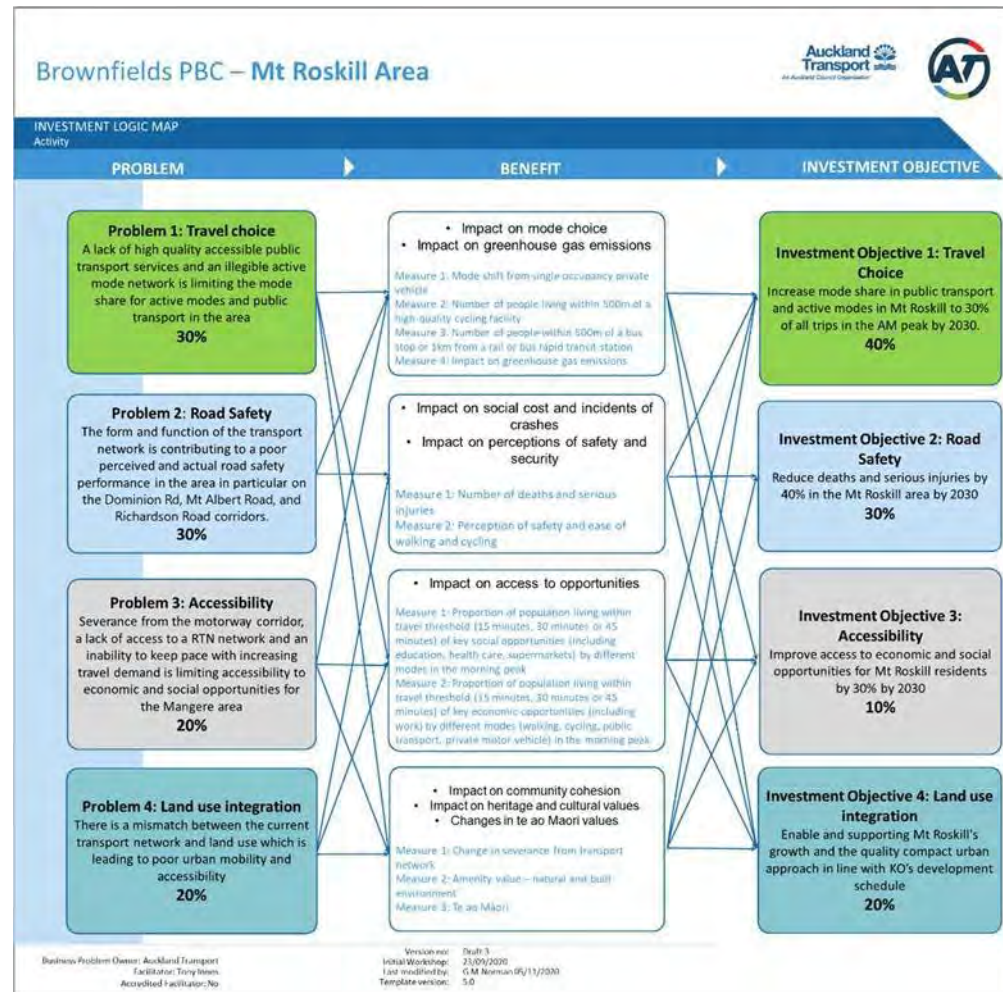 Brownfields PBC – Mt Roskill Area
Auckland
Transport
An Auckland Council Organisation
AT
INVESTMENT LOGIC MAP
Activity
PROBLEM
BENEFIT
INVESTMENT OBJECTIVE
Problem 1: Travel choice
A lack of high quality accessible public
transport services and an illegible active
mode network is limiting the mode
share for active modes and public
transport in the area
30%
Problem 2: Road Safety
The form and function of the transport
network is contributing to a poor
perceived and actual road safety
performance in the area in particular on
the Dominion Rd, Mt Albert Road, and
Richardson Road corridors.
30%
Problem 3: Accessibility
Severance from the motorway corridor,
a lack of access to a RTN network and an
inability to keep pace with increasing
travel demand is limiting accessibility to
economic and social opportunities for
the Mangere area
20%
Problem 4: Land use integration
There is a mismatch between the current
transport network and land use which is
leading to poor urban mobility and
accessibility
20%
• Impact on mode choice
• Impact on greenhouse gas emissions
Measure 1: Mode shift from single occupancy private
vehicle
Measure 2: Number of people living within 500m of a
high-quality cycling facility
Measure 3: Number of people within 500m of a bus
stop or 1km from a rail or bus rapid transit station
Measure 4: Impact on greenhouse gas emissions
• Impact on social cost and incidents of
crashes
• Impact on perceptions of safety and
security
Measure 1: Number of deaths and serious
injuries
Measure 2: Perception of safety and ease of
walking and cycling
• Impact on access to opportunities
Measure 1: Proportion of population living within
travel threshold (15 minutes, 30 minutes or 45
minutes) of key social opportunities (including
education, health care, supermarkets) by different
modes in the morning peak
Measure 2: Proportion of population living within
travel threshold (15 minutes, 30 minutes or 45
minutes) of key economic opportunities (including
work) by different modes (walking, cycling, public
transport, private motor vehicle) in the morning peak
• Impact on community cohesion
• Impact on heritage and cultural values
• Changes in te ao Maori values
Measure 1: Change in severance from transport
network
Measure 2: Amenity value – natural and built
environment
Measure 3: Te ao Māori
Investment Objective 1: Travel
Choice
Increase mode share in public transport
and active modes in Mt Roskill to 30%
of all trips in the AM peak by 2030.
40%
Investment Objective 2: Road
Safety
Reduce deaths and serious injuries by
40% in the Mt Roskill area by 2030
30%
Investment Objective 3:
Accessibility
Improve access to economic and social
opportunities for Mt Roskill residents
by 30% by 2030
10%
Investment Objective 4: Land use
integration
Enable and supporting Mt Roskill's
growth and the quality compact urban
approach in line with KO's development
schedule
20%
Business Problem Owner: Auckland Transport
Facilitator: Tony Innes
Accredited Facilitator: No
Version no: Draft 3
Initial Workshop: 23/09/2020
Last modified by: G.M Norman 05/11/2020
Template version: 5.0